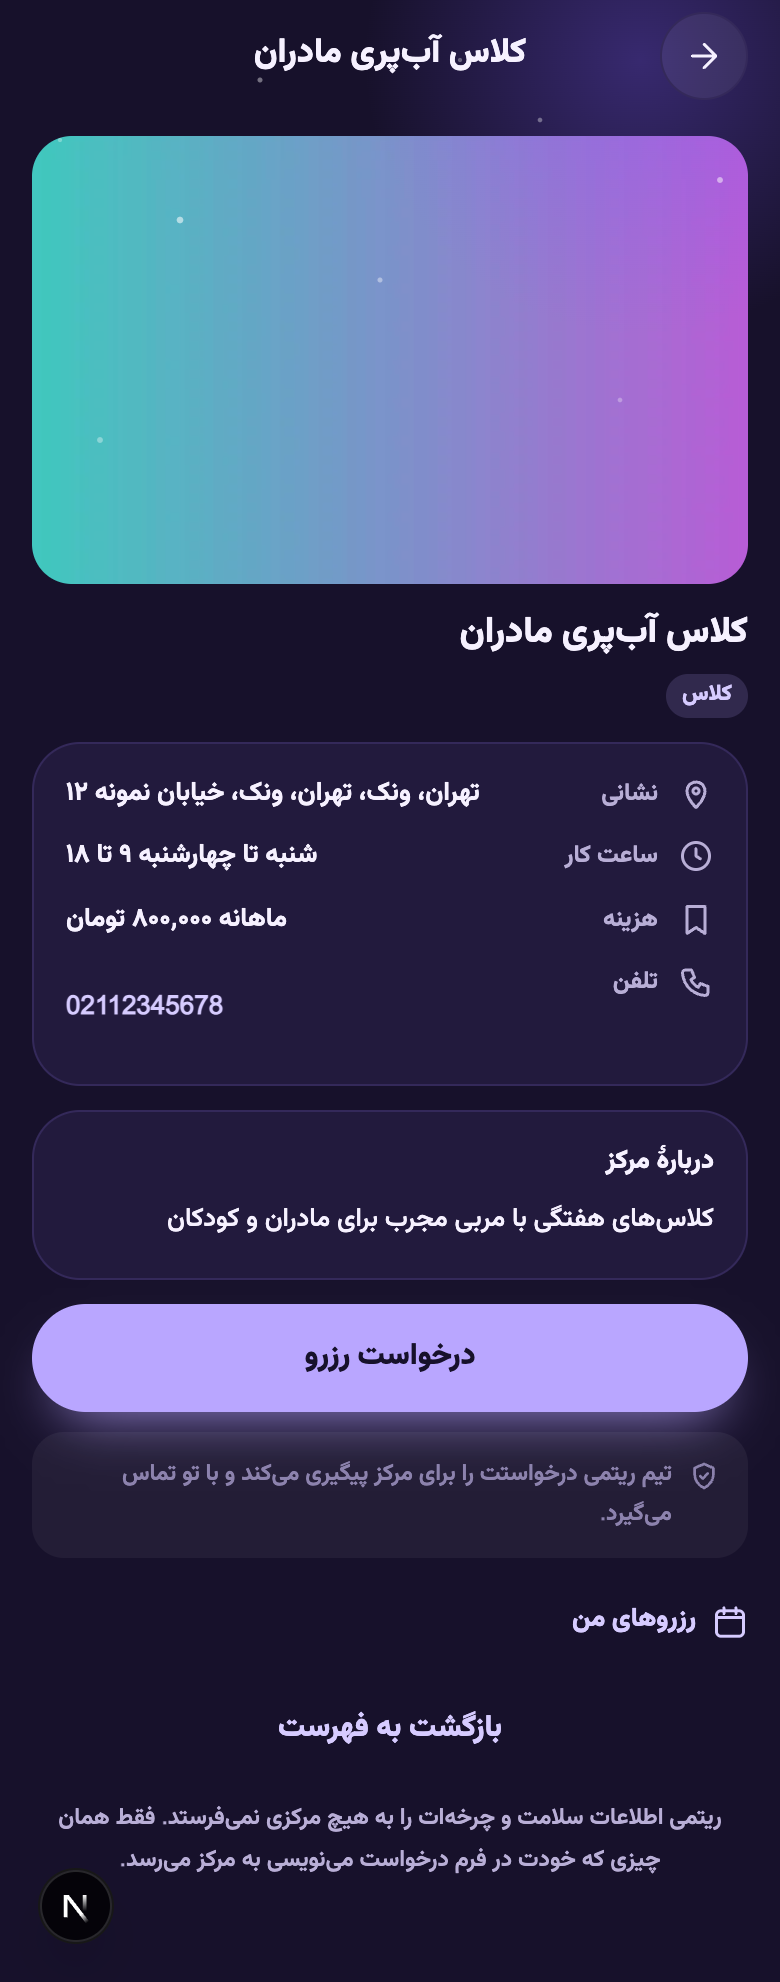 کلاس آب‌پری مادران
کلاس آب‌پری مادران
کلاس
نشانی تهران، ونک، تهران، ونک، خیابان نمونه ۱۲
ساعت کار شنبه تا چهارشنبه ۹ تا ۱۸
هزینه ماهانه ۸۰۰,۰۰۰ تومان
تلفن 02112345678
دربارهٔ مرکز
کلاس‌های هفتگی با مربی مجرب برای مادران و کودکان
درخواست رزرو
تیم ریتمی درخواستت را برای مرکز پیگیری می‌کند و با تو تماس
می‌گیرد.
رزروهای من
بازگشت به فهرست
ریتمی اطلاعات سلامت و چرخه‌ات را به هیچ مرکزی نمی‌فرستد. فقط همان
چیزی که خودت در فرم درخواست می‌نویسی به مرکز می‌رسد.
N